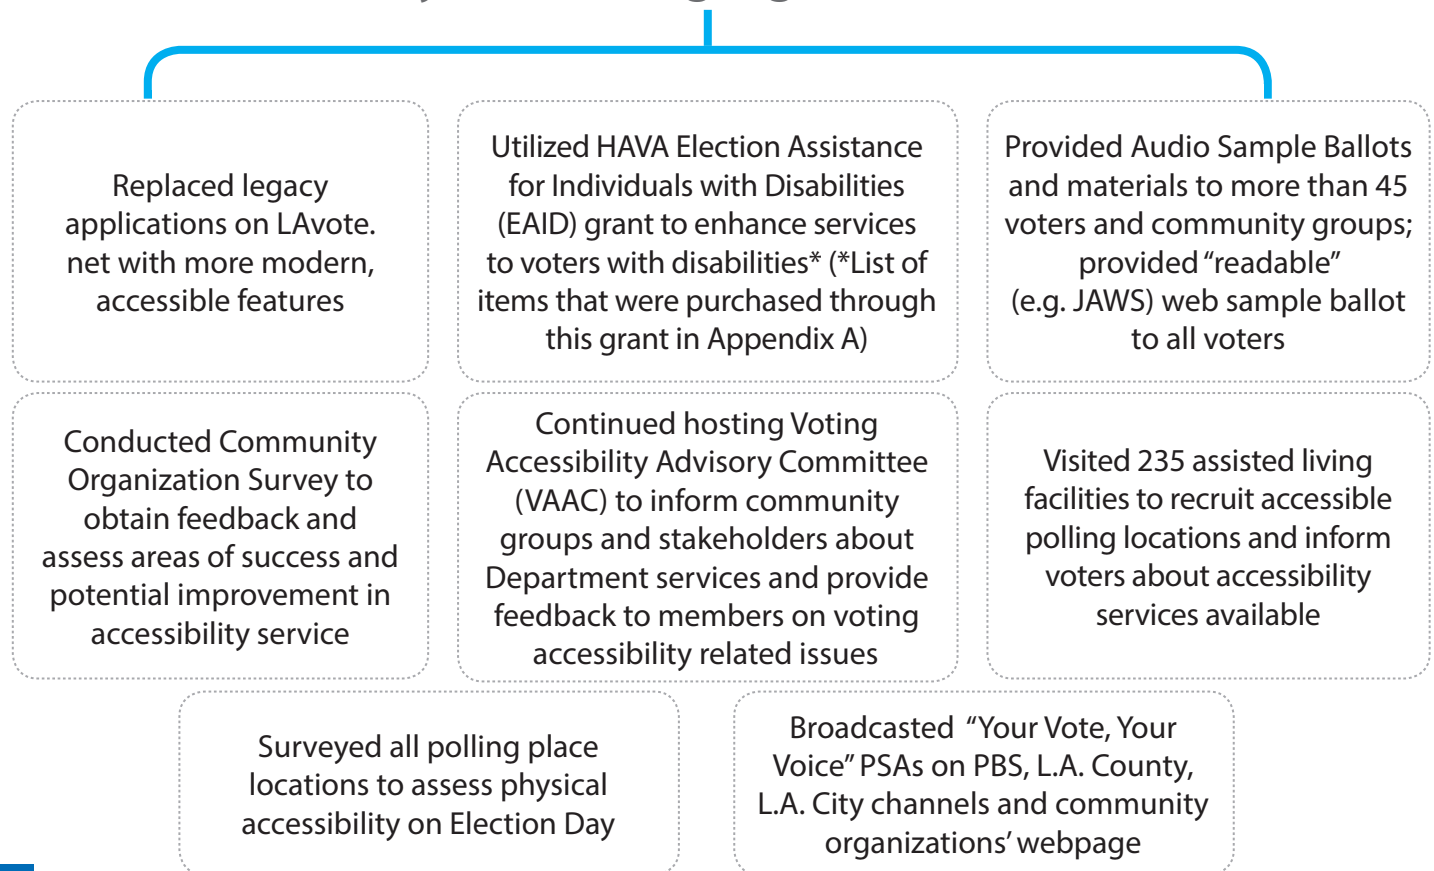 Replaced legacy
applications on LAvote.
net with more modern,
accessible features
Utilized HAVA Election Assistance
for Individuals with Disabilities
(EAID) grant to enhance services
to voters with disabilities* (*List of
items that were purchased through
this grant in Appendix A)
Provided Audio Sample Ballots
and materials to more than 45
voters and community groups;
provided “readable”
(e.g. JAWS) web sample ballot
to all voters
Conducted Community
Organization Survey to
obtain feedback and
assess areas of success and
potential improvement in
accessibility service
Continued hosting Voting
Accessibility Advisory Committee
(VAAC) to inform community
groups and stakeholders about
Department services and provide
feedback to members on voting
accessibility related issues
Visited 235 assisted living
facilities to recruit accessible
polling locations and inform
voters about accessibility
services available
Surveyed all polling place
locations to assess physical
accessibility on Election Day
Broadcasted “Your Vote, Your
Voice” PSAs on PBS, L.A. County,
L.A. City channels and community
organizations’ webpage